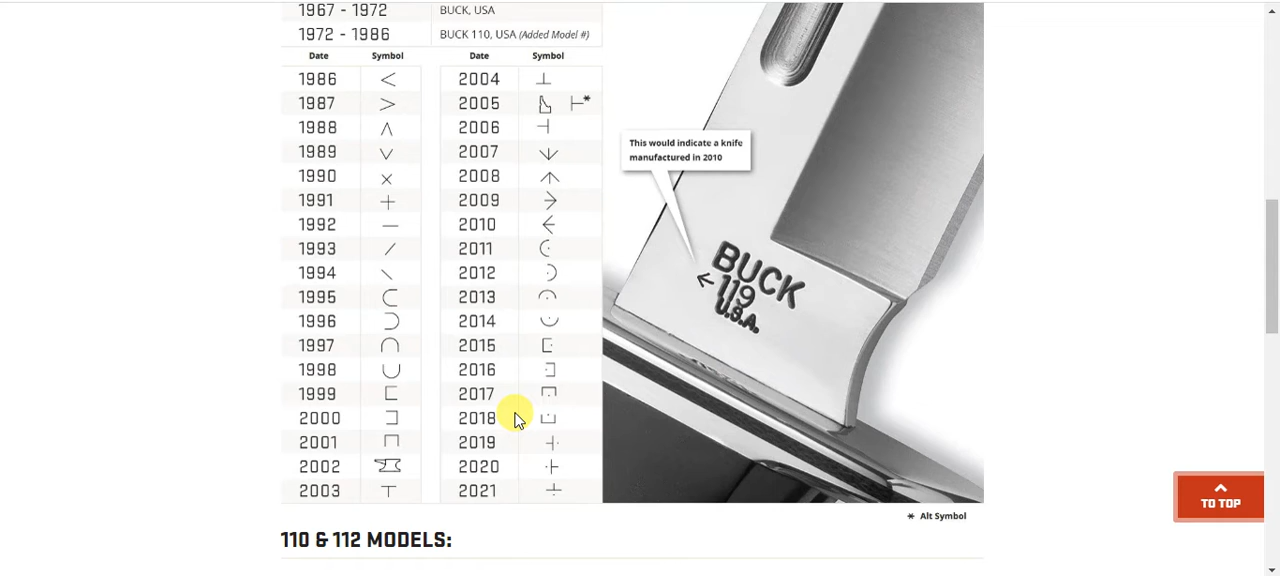 1967 - 1972 BUCK, USA
1972 - 1986 BUCK 110, USA (Added Model #)
Date Symbol Date Symbol
1986 < 2004 ⊥
1987 > 2005 ⊢*
1988 ∧ 2006 ⊣
1989 ∨ 2007
1990 × 2008
1991 + 2009
1992 — 2010
1993 / 2011
1994 \ 2012
1995 ⊂ 2013
1996 ⊃ 2014
1997 ∩ 2015
1998 ∪ 2016
1999 2017
2000 2018
2001 2019
2002 2020
2003 ⊤ 2021
This would indicate a knife
manufactured in 2010
BUCK
←119
U.S.A.
* Alt Symbol
TO TOP
110 & 112 MODELS: